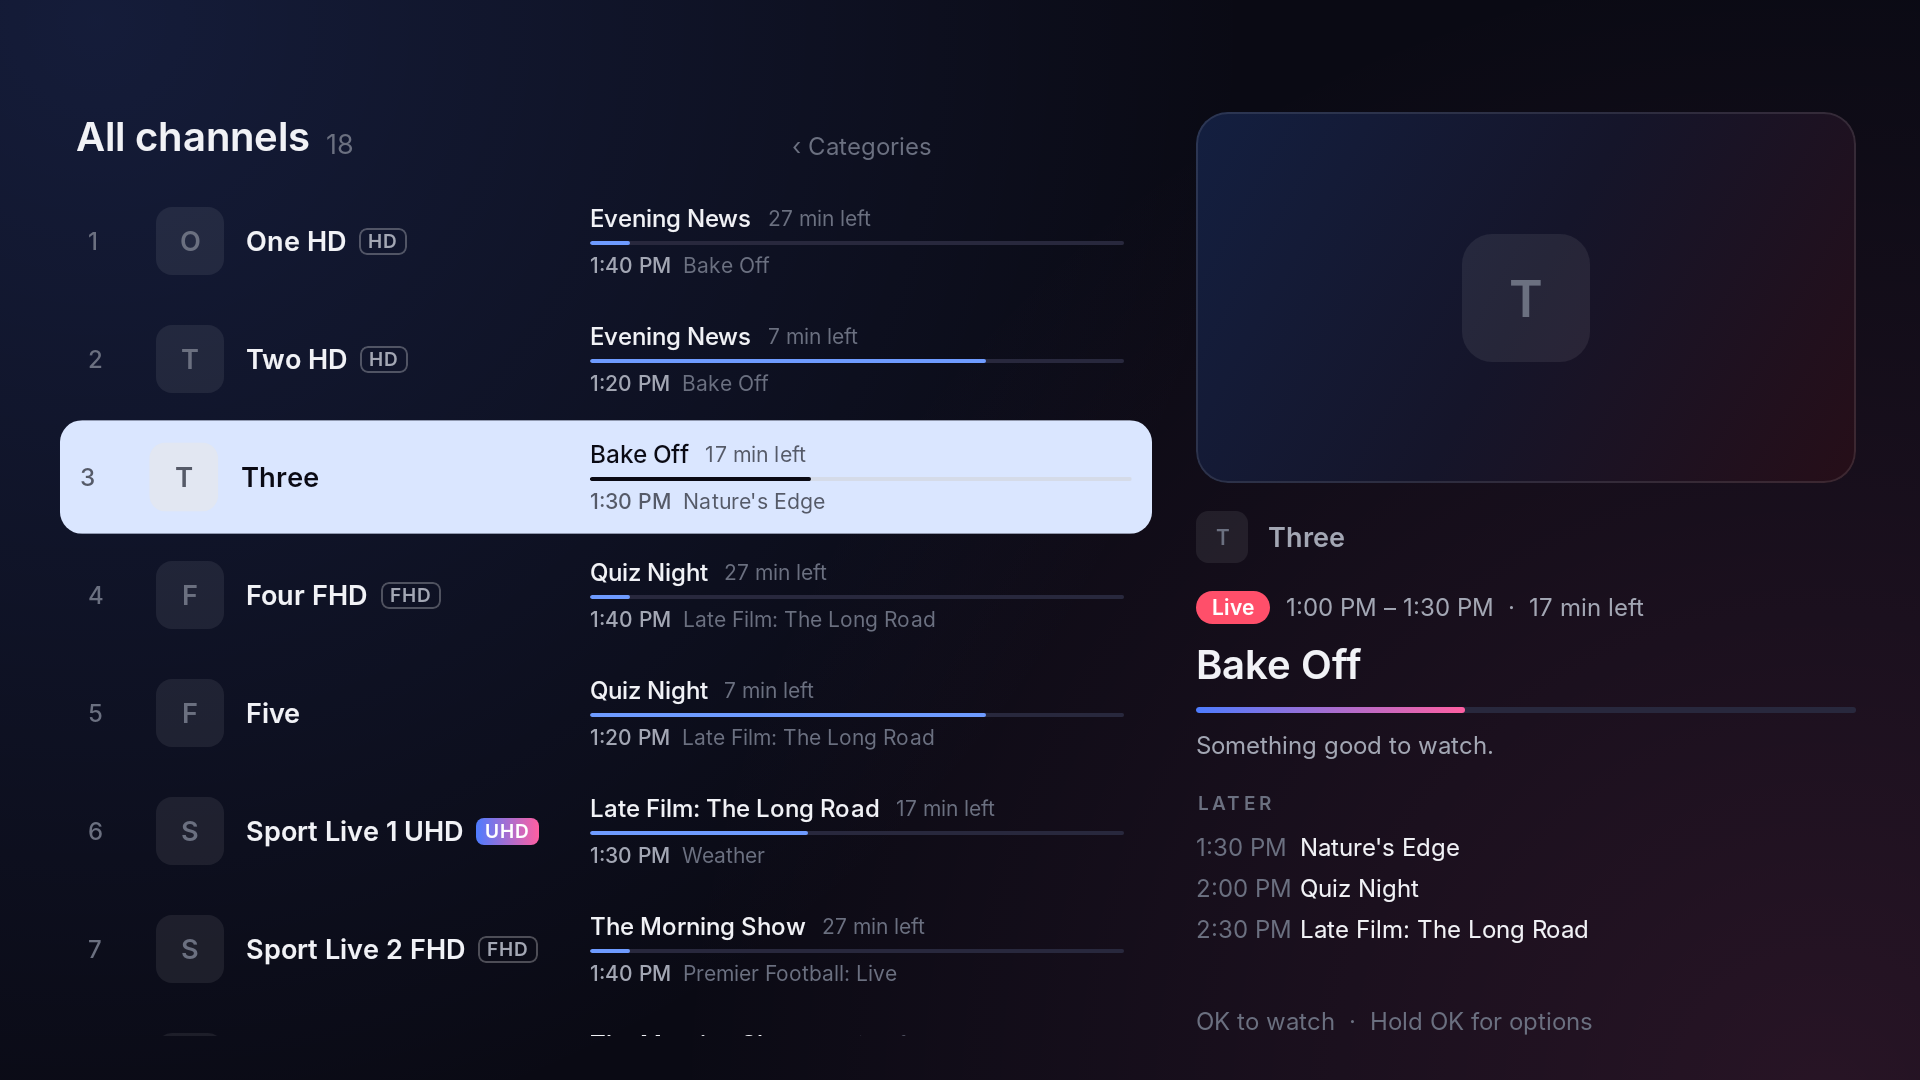 All channels 18
‹ Categories
1 O One HD HD
Evening News 27 min left
1:40 PM Bake Off
2 T Two HD HD
Evening News 7 min left
1:20 PM Bake Off
3 T Three
Bake Off 17 min left
1:30 PM Nature's Edge
4 F Four FHD FHD
Quiz Night 27 min left
1:40 PM Late Film: The Long Road
5 F Five
Quiz Night 7 min left
1:20 PM Late Film: The Long Road
6 S Sport Live 1 UHD UHD
Late Film: The Long Road 17 min left
1:30 PM Weather
7 S Sport Live 2 FHD FHD
The Morning Show 27 min left
1:40 PM Premier Football: Live
T
T Three
Live 1:00 PM – 1:30 PM · 17 min left
Bake Off
Something good to watch.
LATER
1:30 PM Nature's Edge
2:00 PM Quiz Night
2:30 PM Late Film: The Long Road
OK to watch · Hold OK for options